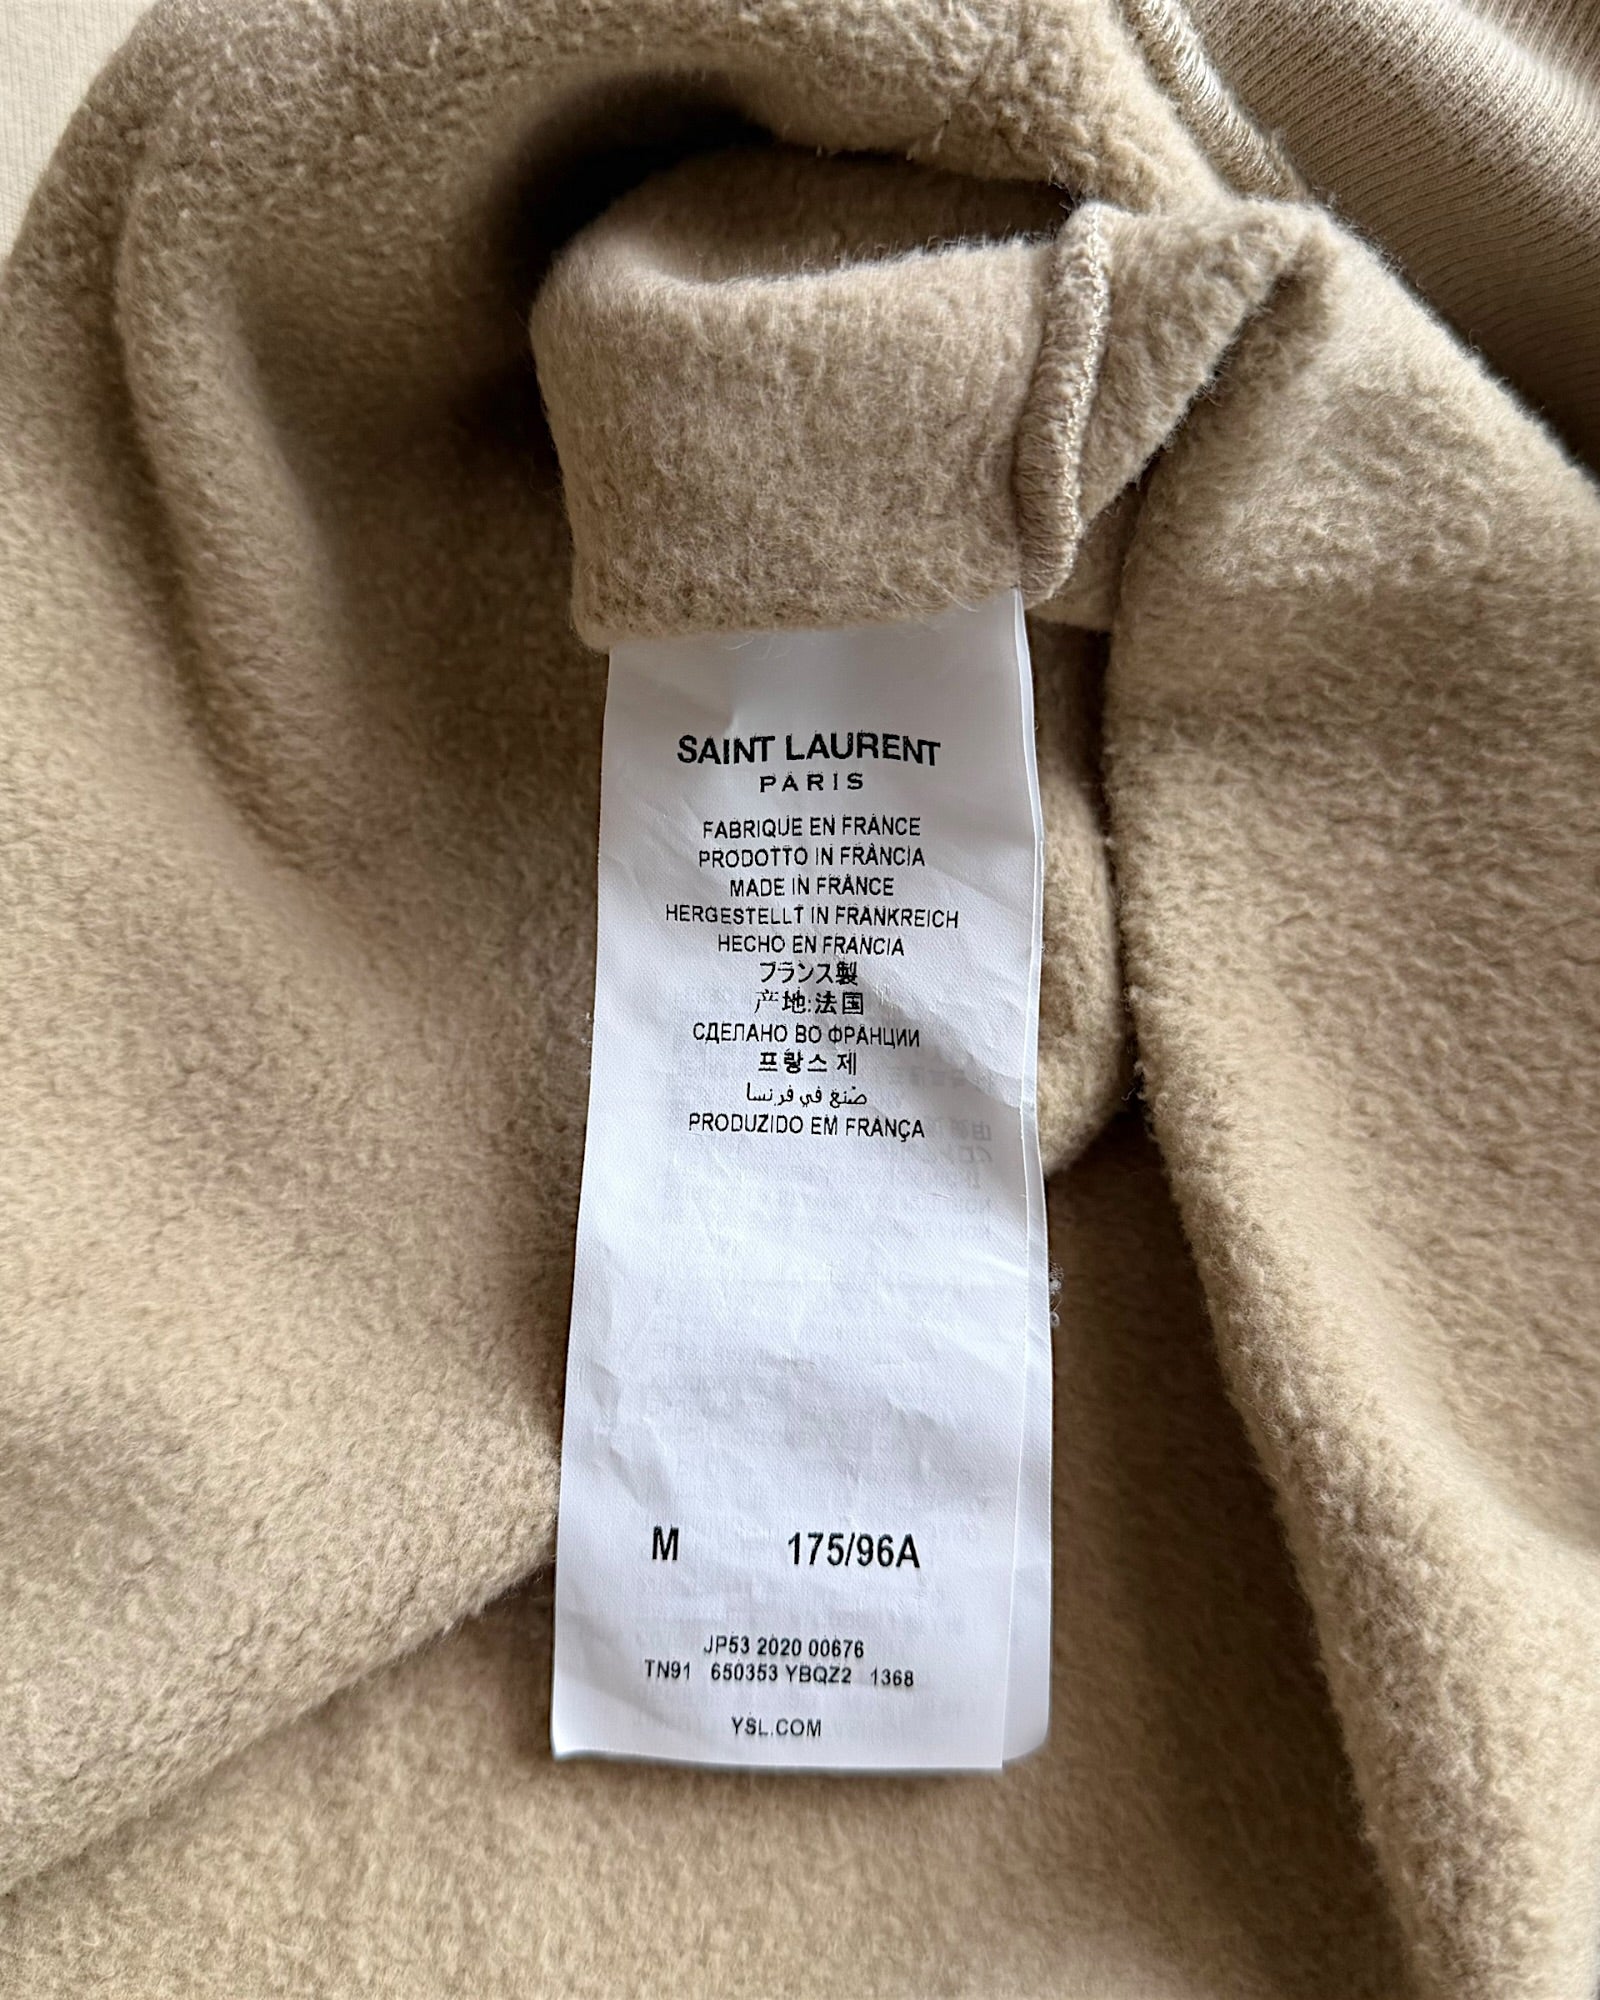 SAINT LAURENT
PARIS
FABRIQUE EN FRANCE
PRODOTTO IN FRANCIA
MADE IN FRANCE
HERGESTELLT IN FRANKREICH
HECHO EN FRANCIA
フランス製
产地:法国
СДЕЛАНО ВО ФРАНЦИИ
프랑스 제
صنع في فرنسا
PRODUZIDO EM FRANÇA
M 175/96A
JP53 2020 00676
TN91 650353 YBQZ2 1368
YSL.COM